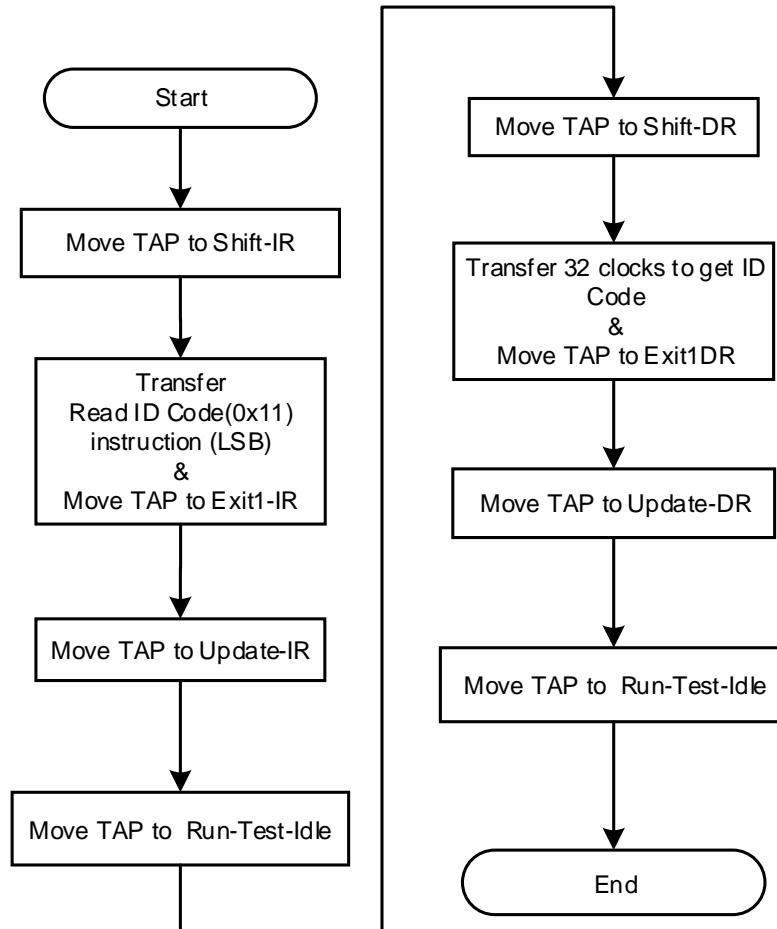 Start
Move TAP to Shift-IR
Transfer
Read ID Code(0x11)
instruction (LSB)
&
Move TAP to Exit1-IR
Move TAP to Update-IR
Move TAP to Run-Test-Idle
Move TAP to Shift-DR
Transfer 32 clocks to get ID
Code
&
Move TAP to Exit1DR
Move TAP to Update-DR
Move TAP to Run-Test-Idle
End